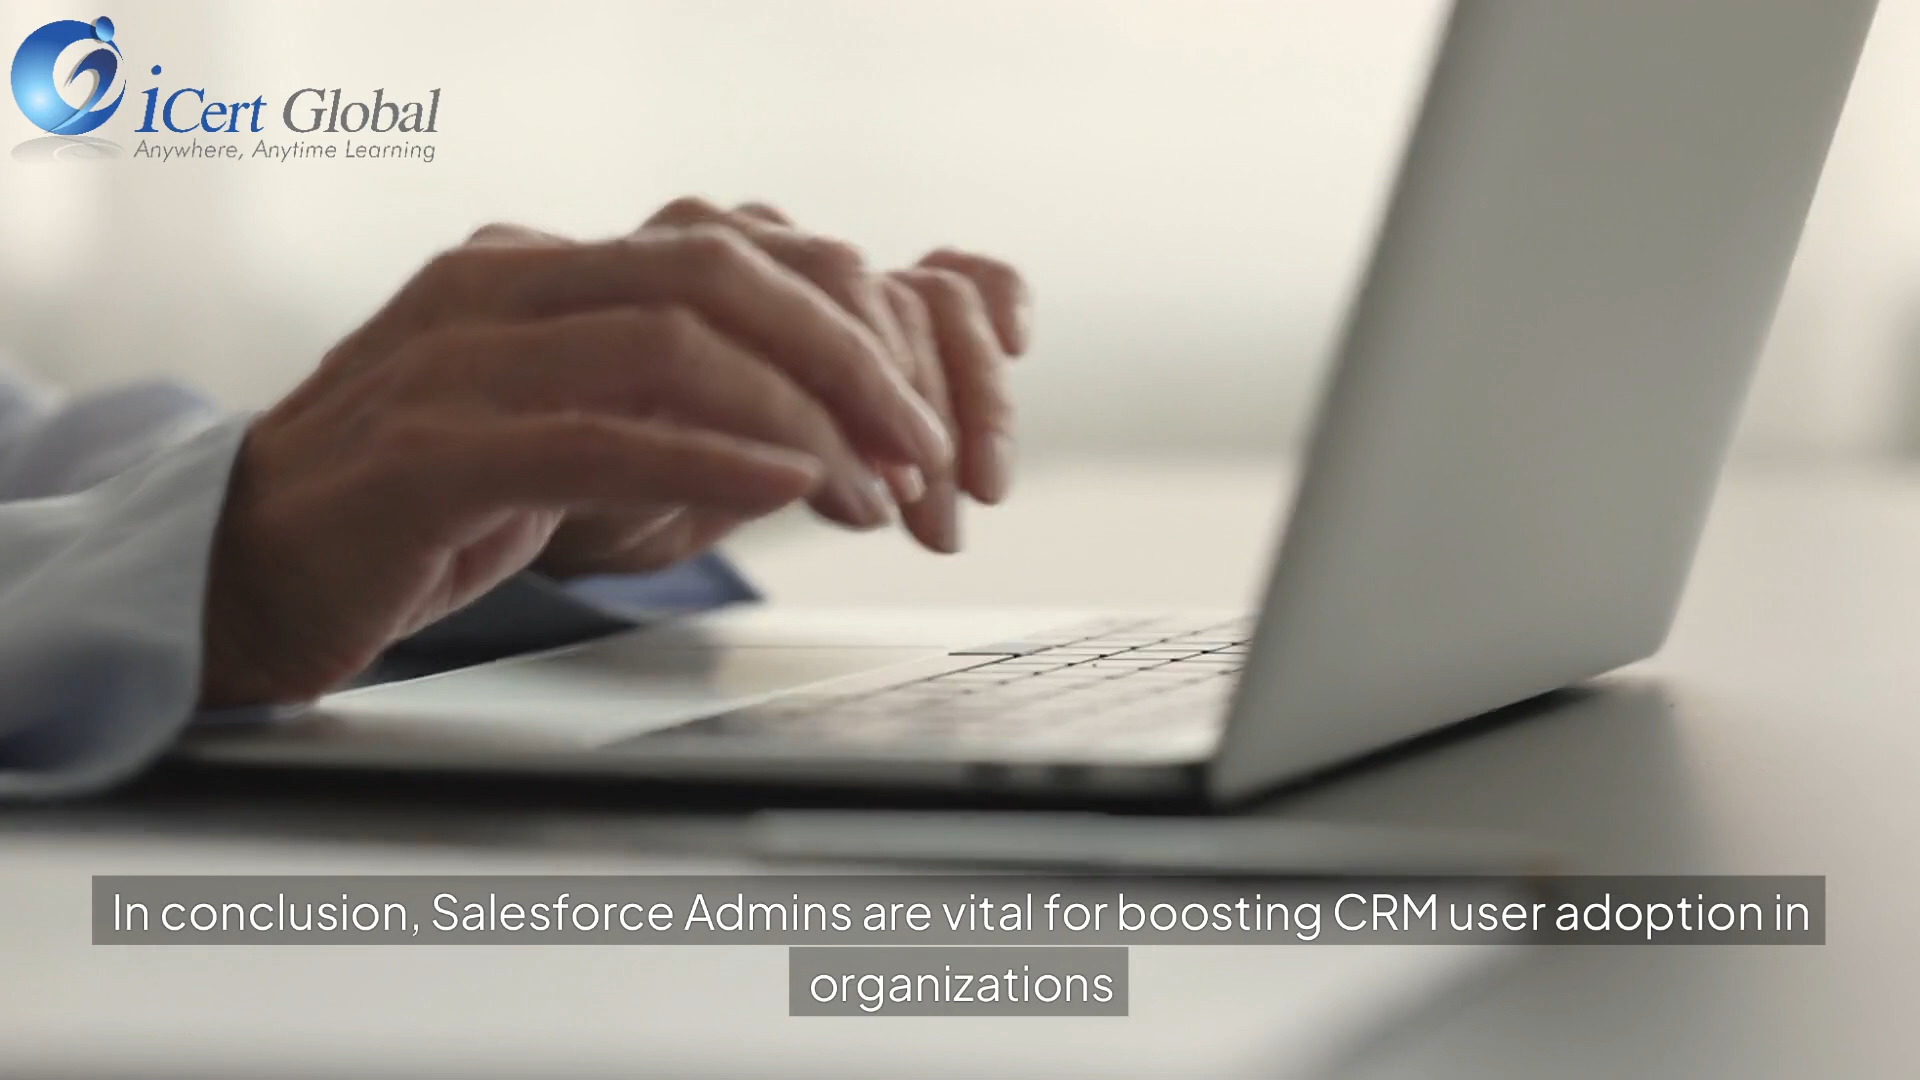 iCert Global
Anywhere, Anytime Learning
In conclusion, Salesforce Admins are vital for boosting CRM user adoption in
organizations